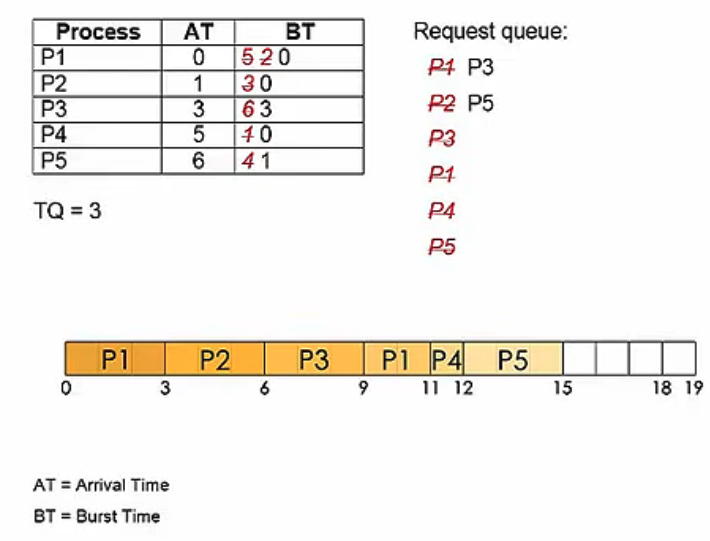 Process AT BT
P1 0 5 2 0
P2 1 3 0
P3 3 6 3
P4 5 1 0
P5 6 4 1
TQ = 3
Request queue:
P1 P3
P2 P5
P3
P1
P4
P5
P1 P2 P3 P1 P4 P5
0 3 6 9 11 12 15 18 19
AT = Arrival Time
BT = Burst Time